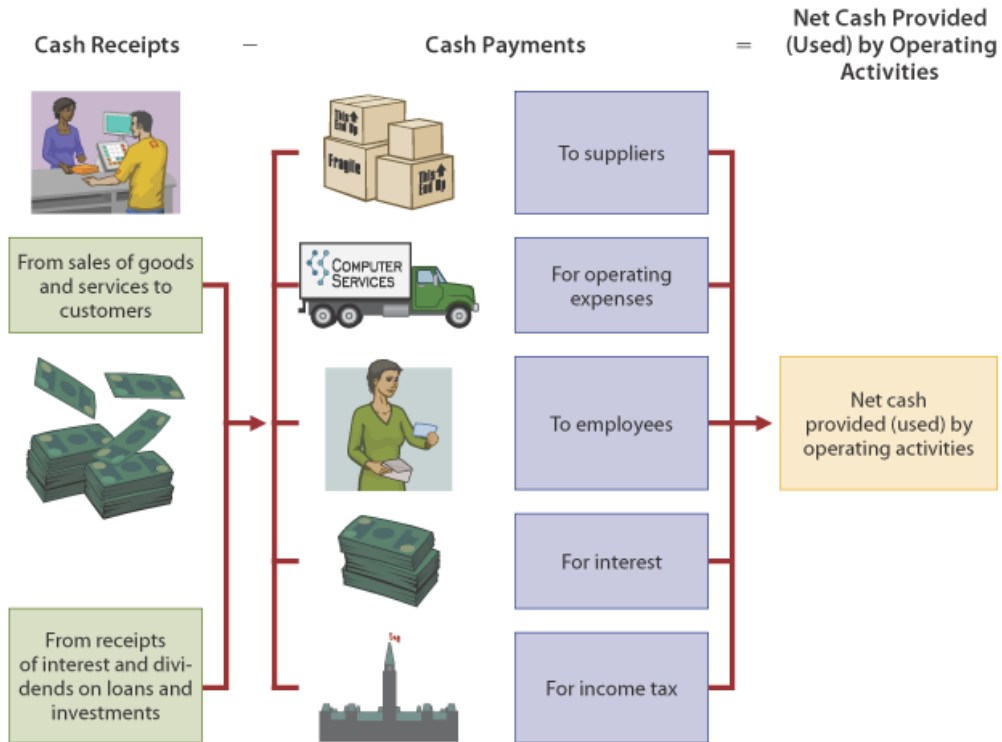 Cash Receipts
–
Cash Payments
=
Net Cash Provided
(Used) by Operating
Activities
This
End Up
Fragile
This
End Up
To suppliers
From sales of goods
and services to
customers
COMPUTER
SERVICES
For operating
expenses
To employees
Net cash
provided (used) by
operating activities
For interest
From receipts
of interest and divi-
dends on loans and
investments
For income tax